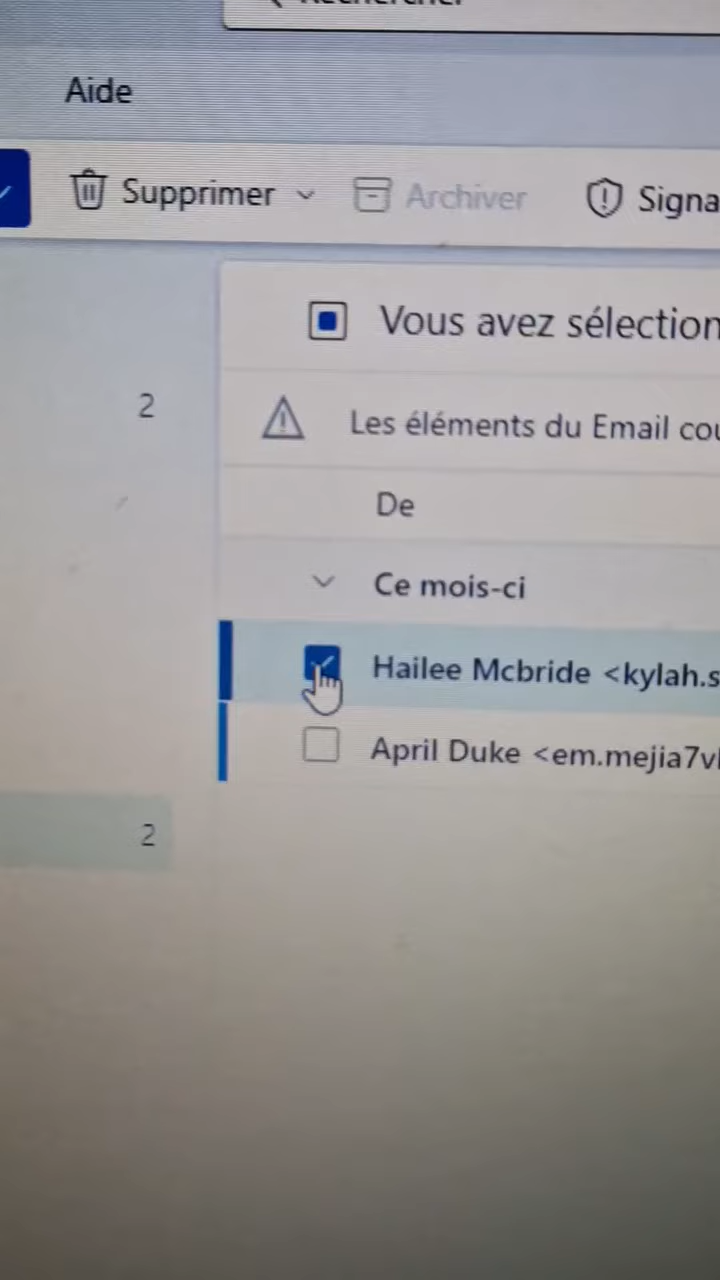 Aide
Supprimer
Archiver
Signa
Vous avez sélection
2
Les éléments du Email cou
De
Ce mois-ci
Hailee Mcbride <kylah.s
April Duke <em.mejia7vl
2